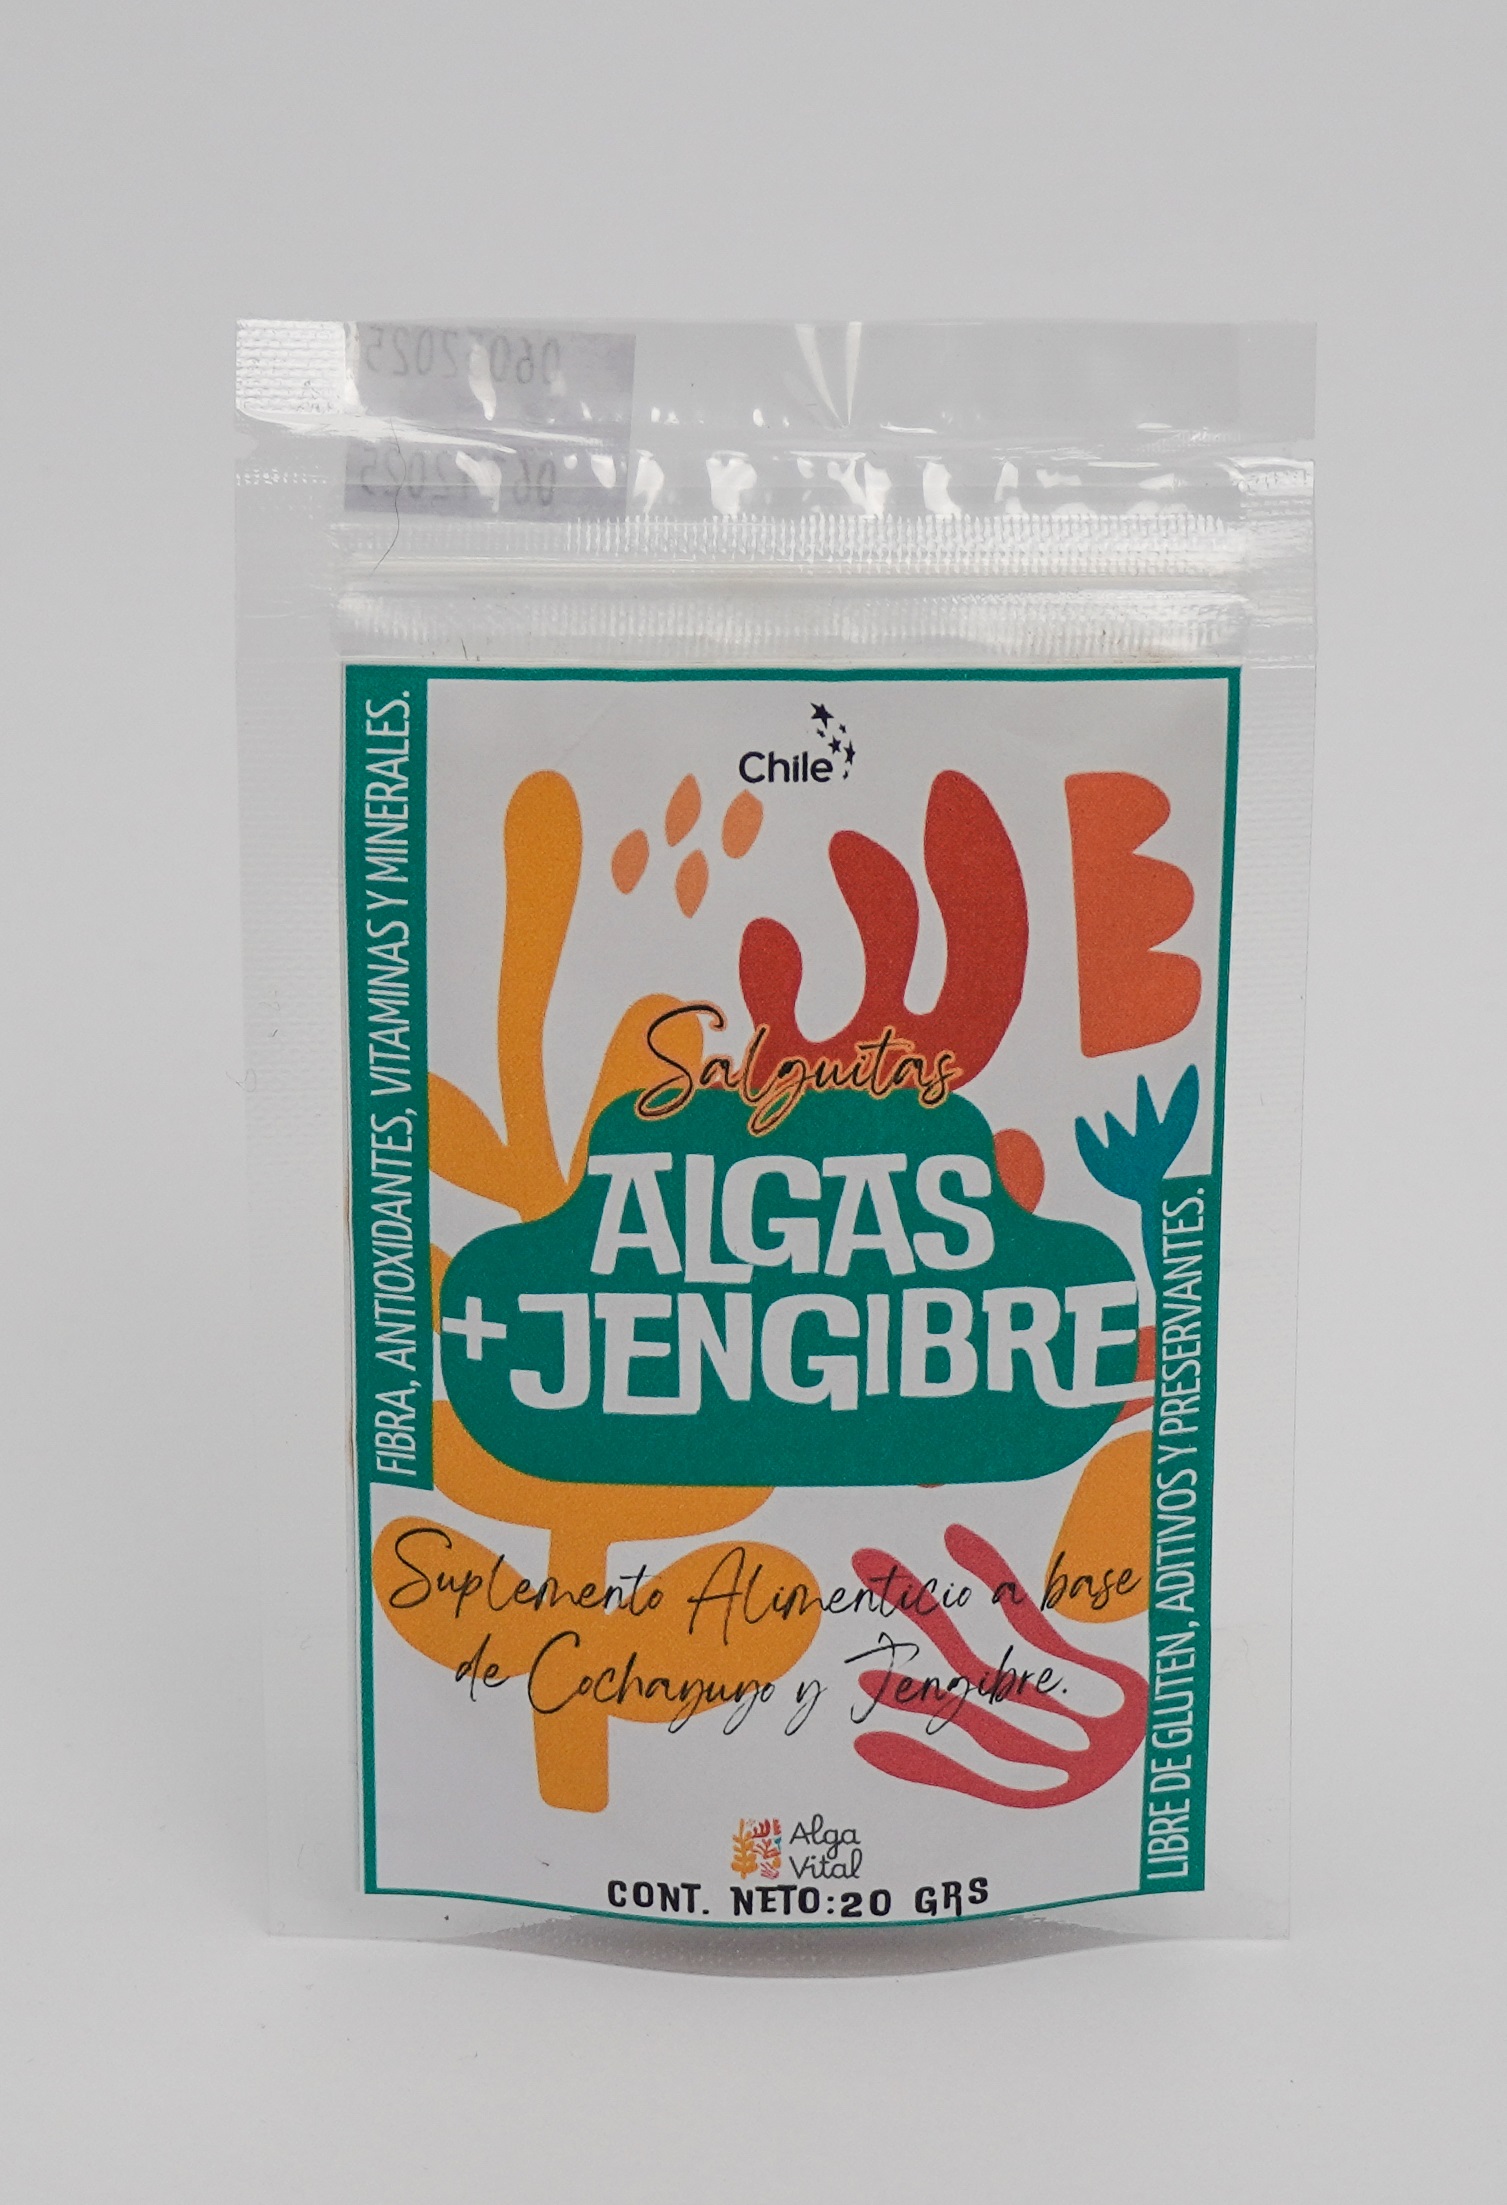 Chile
FIBRA, ANTIOXIDANTES, VITAMINAS Y MINERALES.
Salguitas
ALGAS
+JENGIBRE
LIBRE DE GLUTEN, ADITIVOS Y PRESERVANTES.
Suplemento Alimenticio a base
de Cochayuyo y Jengibre.
Alga
Vital
CONT. NETO:20 GRS